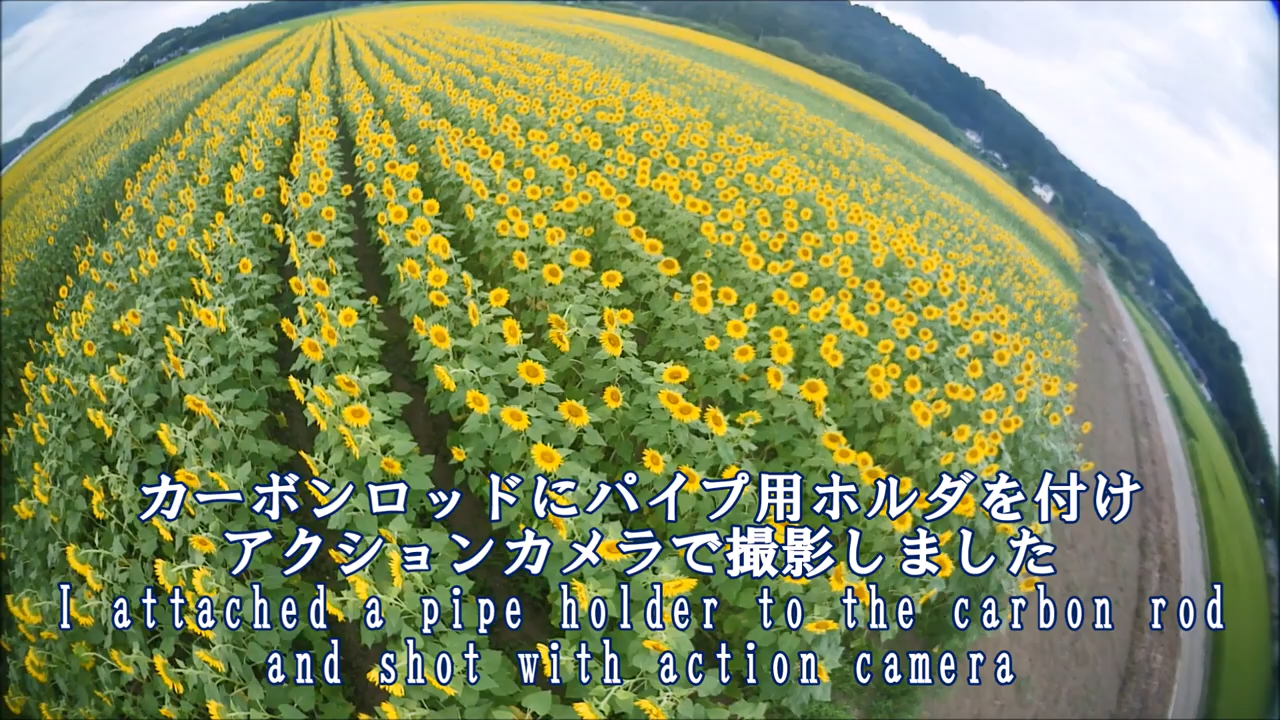 カーボンロッドにパイプ用ホルダを付け
アクションカメラで撮影しました
I attached a pipe holder to the carbon rod
and shot with action camera